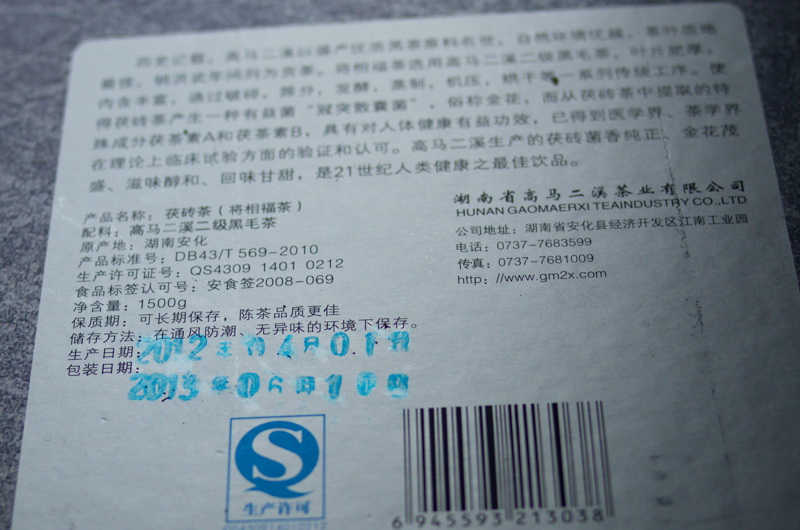 历史记载，高马二溪以盛产优质黑茶原料名世，自然品境优越，茶叶质地
最佳，明洪武年间列为贡茶。将相福茶选用高马二溪二级黑毛茶，叶片肥厚，
内含丰富，通过破碎、筛分、发酵、蒸制、机压、烘干等一系列传统工序。使
得茯砖茶产生一种有益菌“冠突散囊菌”，俗称金花，而从茯砖茶中提取的特
殊成分茯茶素A和茯茶素B，具有对人体健康有益功效，已得到医学界、茶学界
在理论上临床试验方面的验证和认可。高马二溪生产的茯砖菌香纯正，金花茂
盛、滋味醇和、回味甘甜，是21世纪人类健康之最佳饮品。
产品名称：茯砖茶（将相福茶）
配料：高马二溪二级黑毛茶
原产地：湖南安化
产品标准号：DB43/T 569-2010
生产许可证号：QS4309 1401 0212
食品标签认可号：安食签2008-069
净含量：1500g
保质期：可长期保存，陈茶品质更佳
储存方法：在通风防潮、无异味的环境下保存。
生产日期：2012年04月01日
包装日期：2013年06月10日
湖南省高马二溪茶业有限公司
HUNAN GAOMAERXI TEAINDUSTRY CO.,LTD
公司地址：湖南省安化县经济开发区江南工业园
电话：0737-7683599
传真：0737-7681009
http：//www.gm2x.com
生产许可
6 945593 213038